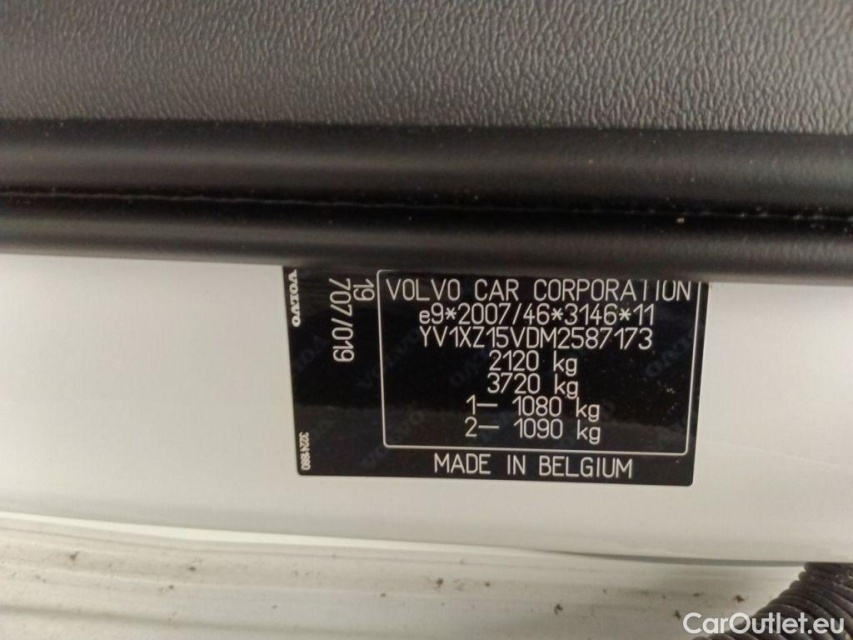 VOLVO
19
707/019
VOLVO CAR CORPORATION
e9*2007/46*3146*11
YV1XZ15VDM2587173
2120 kg
3720 kg
1– 1080 kg
2– 1090 kg
MADE IN BELGIUM
CarOutlet.eu